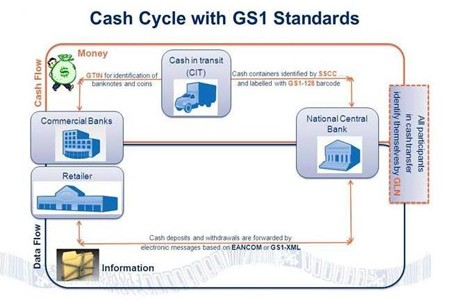 Cash Cycle with GS1 Standards
Money
Cash Flow
GTIN for identification of
banknotes and coins
Cash in transit
(CIT)
Cash containers identified by SSCC
and labelled with GS1-128 barcode
Commercial Banks
National Central
Bank
All participants
in cash transfer
identify themselves by GLN
Retailer
Data Flow
Cash deposits and withdrawals are forwarded by
electronic messages based on EANCOM or GS1-XML
Information